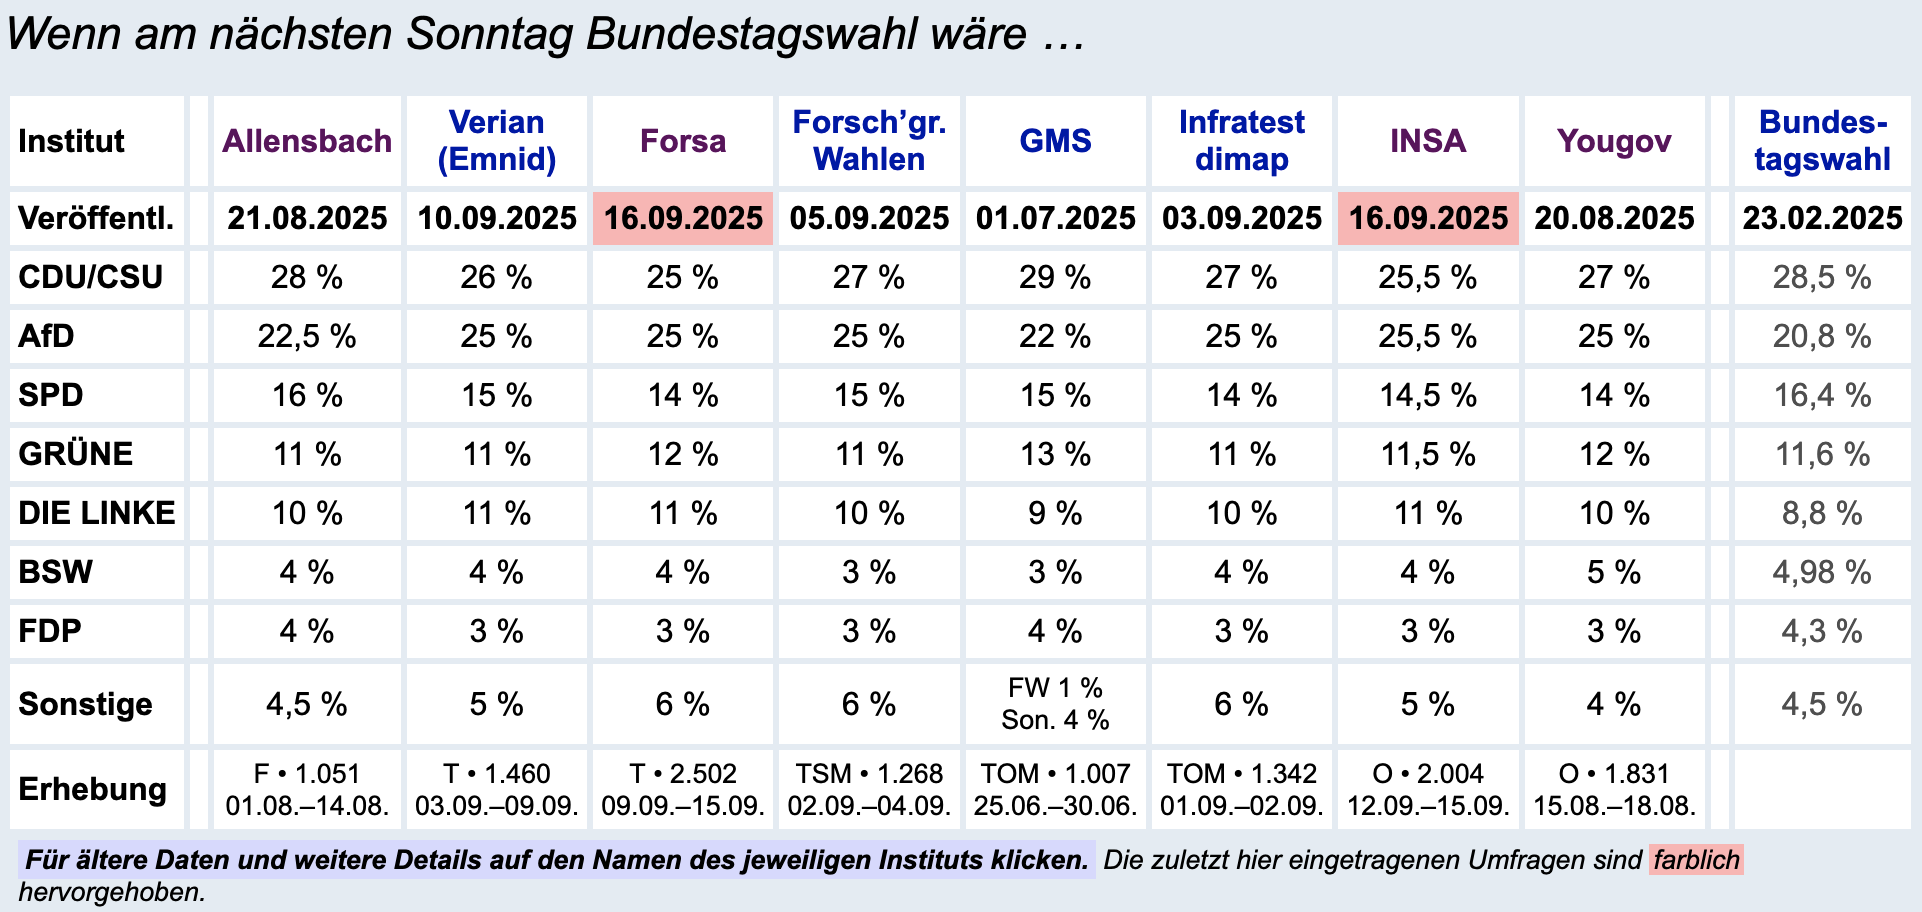 Wenn am nächsten Sonntag Bundestagswahl wäre …
Institut Allensbach Verian (Emnid) Forsa Forsch’gr. Wahlen GMS Infratest dimap INSA Yougov Bundes- tagswahl
Veröffentl. 21.08.2025 10.09.2025 16.09.2025 05.09.2025 01.07.2025 03.09.2025 16.09.2025 20.08.2025 23.02.2025
CDU/CSU 28 % 26 % 25 % 27 % 29 % 27 % 25,5 % 27 % 28,5 %
AfD 22,5 % 25 % 25 % 25 % 22 % 25 % 25,5 % 25 % 20,8 %
SPD 16 % 15 % 14 % 15 % 15 % 14 % 14,5 % 14 % 16,4 %
GRÜNE 11 % 11 % 12 % 11 % 13 % 11 % 11,5 % 12 % 11,6 %
DIE LINKE 10 % 11 % 11 % 10 % 9 % 10 % 11 % 10 % 8,8 %
BSW 4 % 4 % 4 % 3 % 3 % 4 % 4 % 5 % 4,98 %
FDP 4 % 3 % 3 % 3 % 4 % 3 % 3 % 3 % 4,3 %
Sonstige 4,5 % 5 % 6 % 6 % FW 1 % Son. 4 % 6 % 5 % 4 % 4,5 %
Erhebung F • 1.051 01.08.–14.08. T • 1.460 03.09.–09.09. T • 2.502 09.09.–15.09. TSM • 1.268 02.09.–04.09. TOM • 1.007 25.06.–30.06. TOM • 1.342 01.09.–02.09. O • 2.004 12.09.–15.09. O • 1.831 15.08.–18.08.
Für ältere Daten und weitere Details auf den Namen des jeweiligen Instituts klicken. Die zuletzt hier eingetragenen Umfragen sind farblich
hervorgehoben.